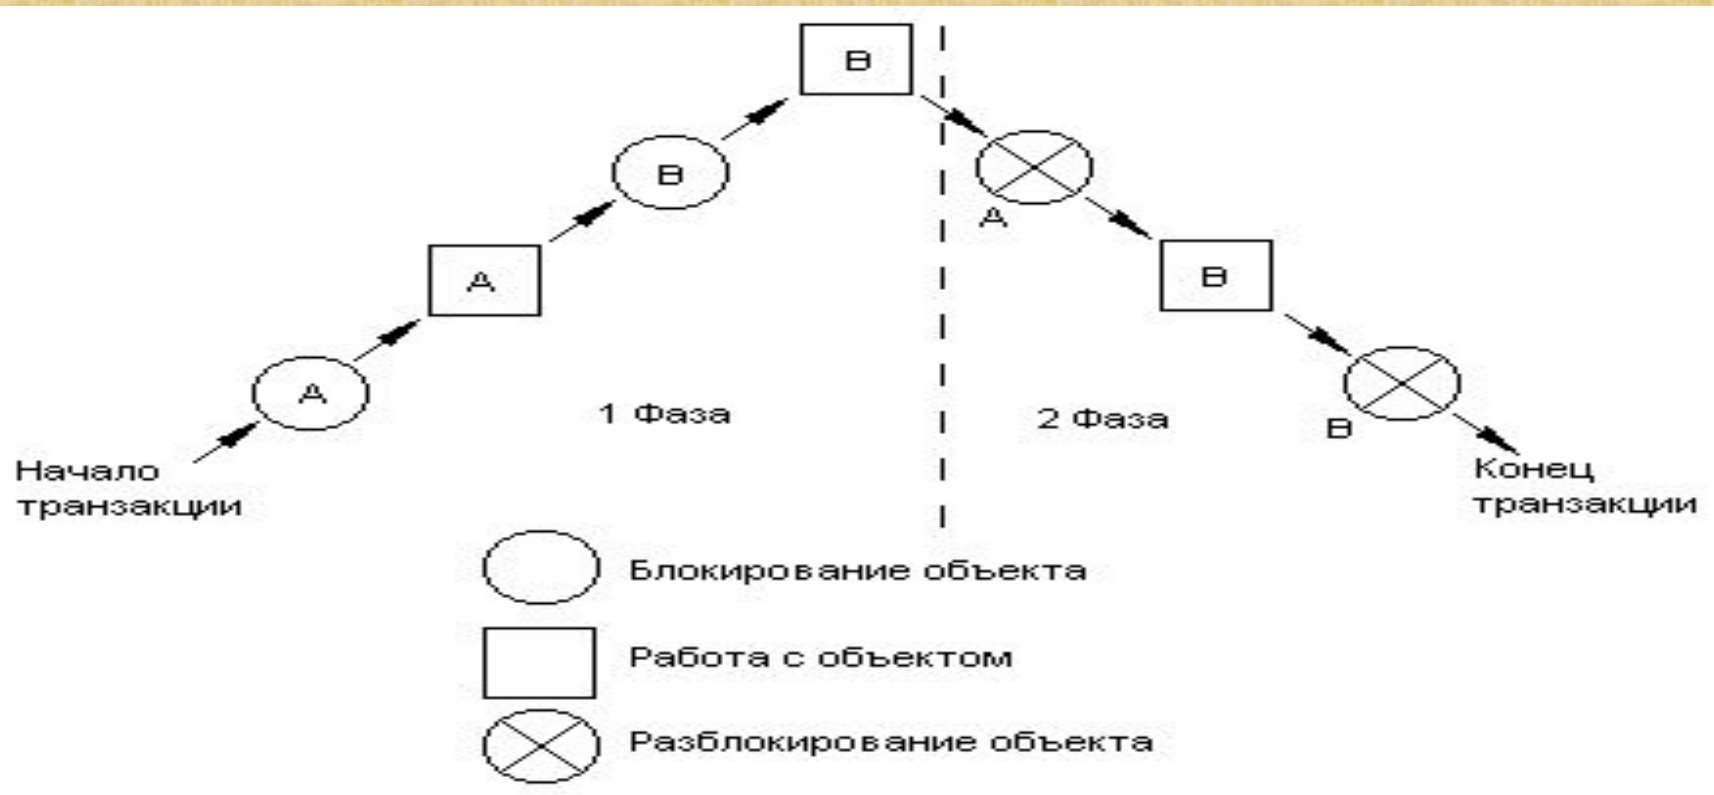 В
В
А
А
В
А
В
1 Фаза
2 Фаза
В
Начало
транзакции
Конец
транзакции
Блокирование объекта
Работа с объектом
Разблокирование объекта